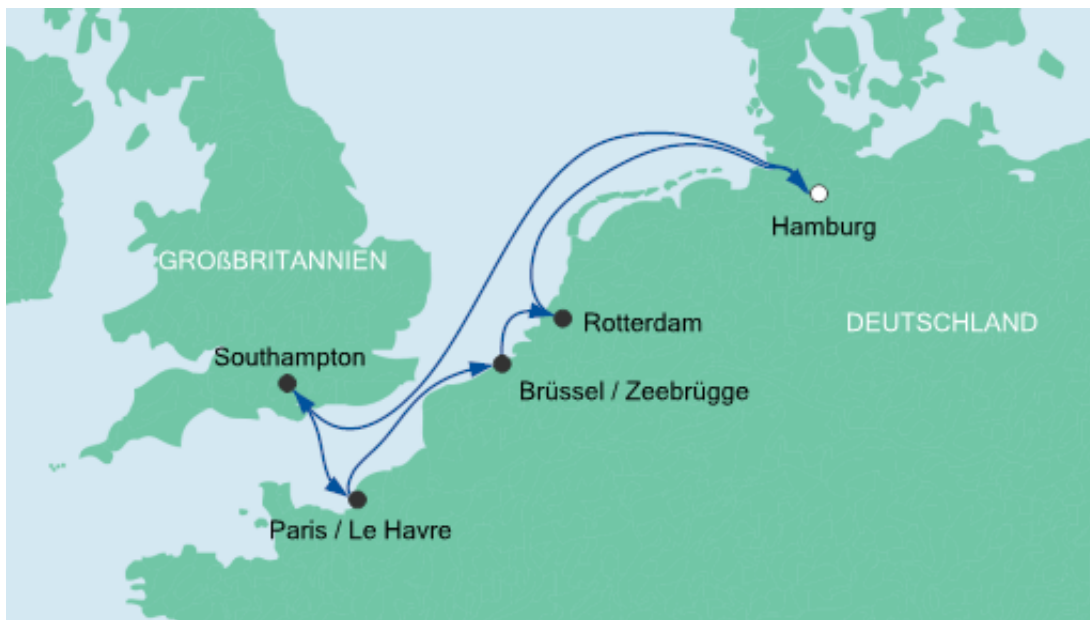 Hamburg
GROßBRITANNIEN
Rotterdam
DEUTSCHLAND
Southampton
Brüssel / Zeebrügge
Paris / Le Havre